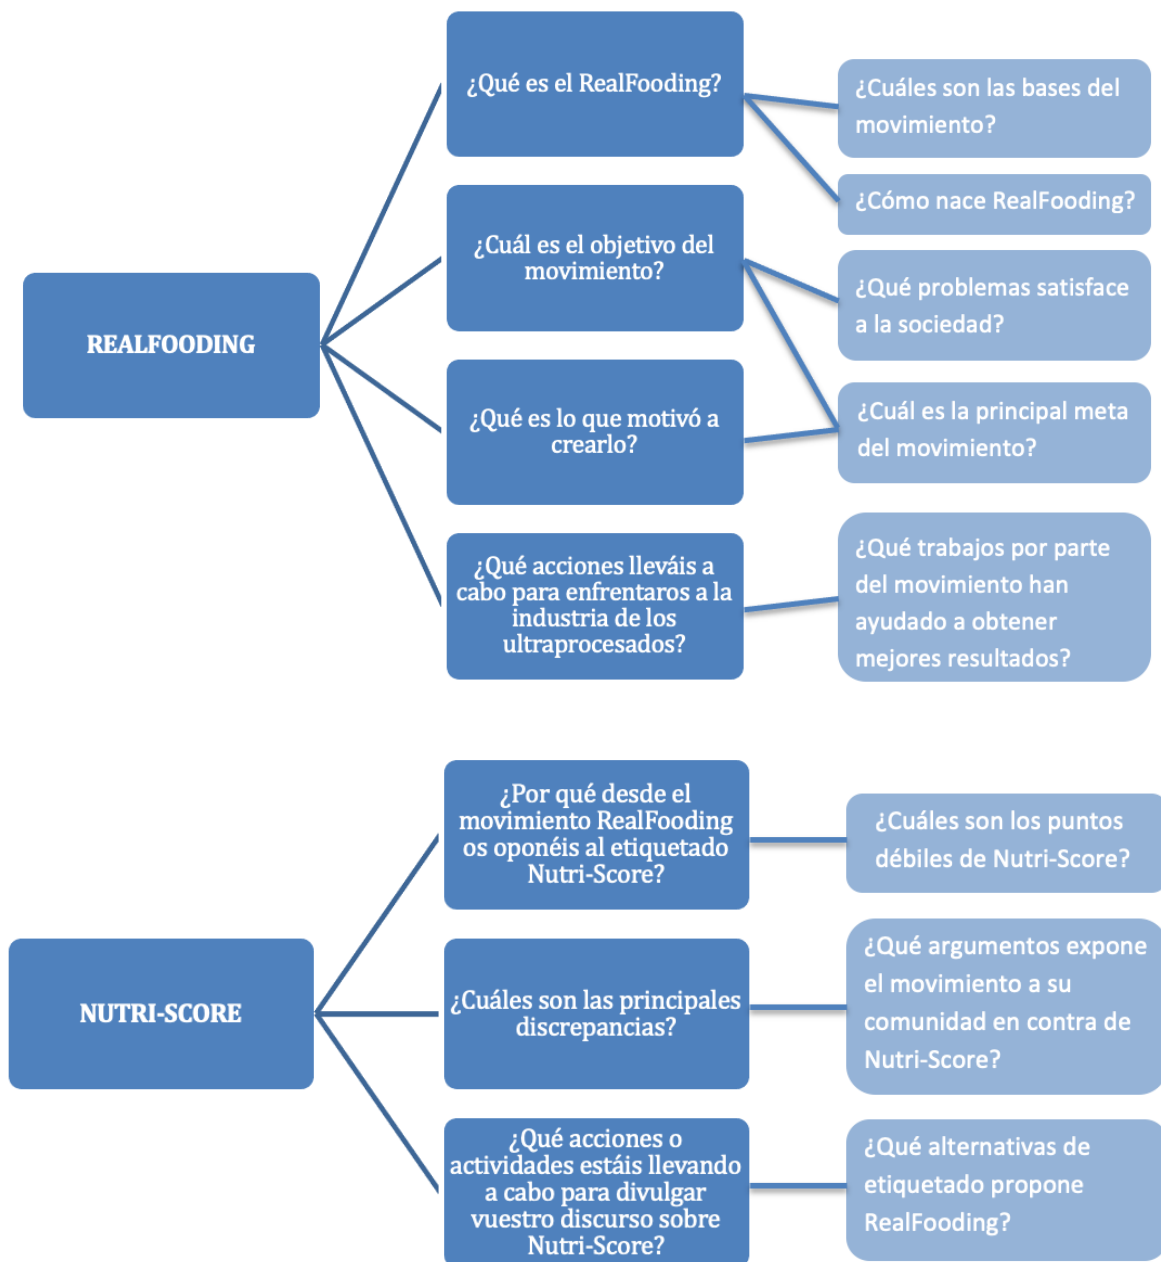 REALFOODING
¿Qué es el RealFooding?
¿Cuáles son las bases del
movimiento?
¿Cómo nace RealFooding?
¿Cuál es el objetivo del
movimiento?
¿Qué problemas satisface
a la sociedad?
¿Qué es lo que motivó a
crearlo?
¿Cuál es la principal meta
del movimiento?
¿Qué acciones lleváis a
cabo para enfrentaros a la
industria de los
ultraprocesados?
¿Qué trabajos por parte
del movimiento han
ayudado a obtener
mejores resultados?
NUTRI-SCORE
¿Por qué desde el
movimiento RealFooding
os oponéis al etiquetado
Nutri-Score?
¿Cuáles son los puntos
débiles de Nutri-Score?
¿Cuáles son las principales
discrepancias?
¿Qué argumentos expone
el movimiento a su
comunidad en contra de
Nutri-Score?
¿Qué acciones o
actividades estáis llevando
a cabo para divulgar
vuestro discurso sobre
Nutri-Score?
¿Qué alternativas de
etiquetado propone
RealFooding?